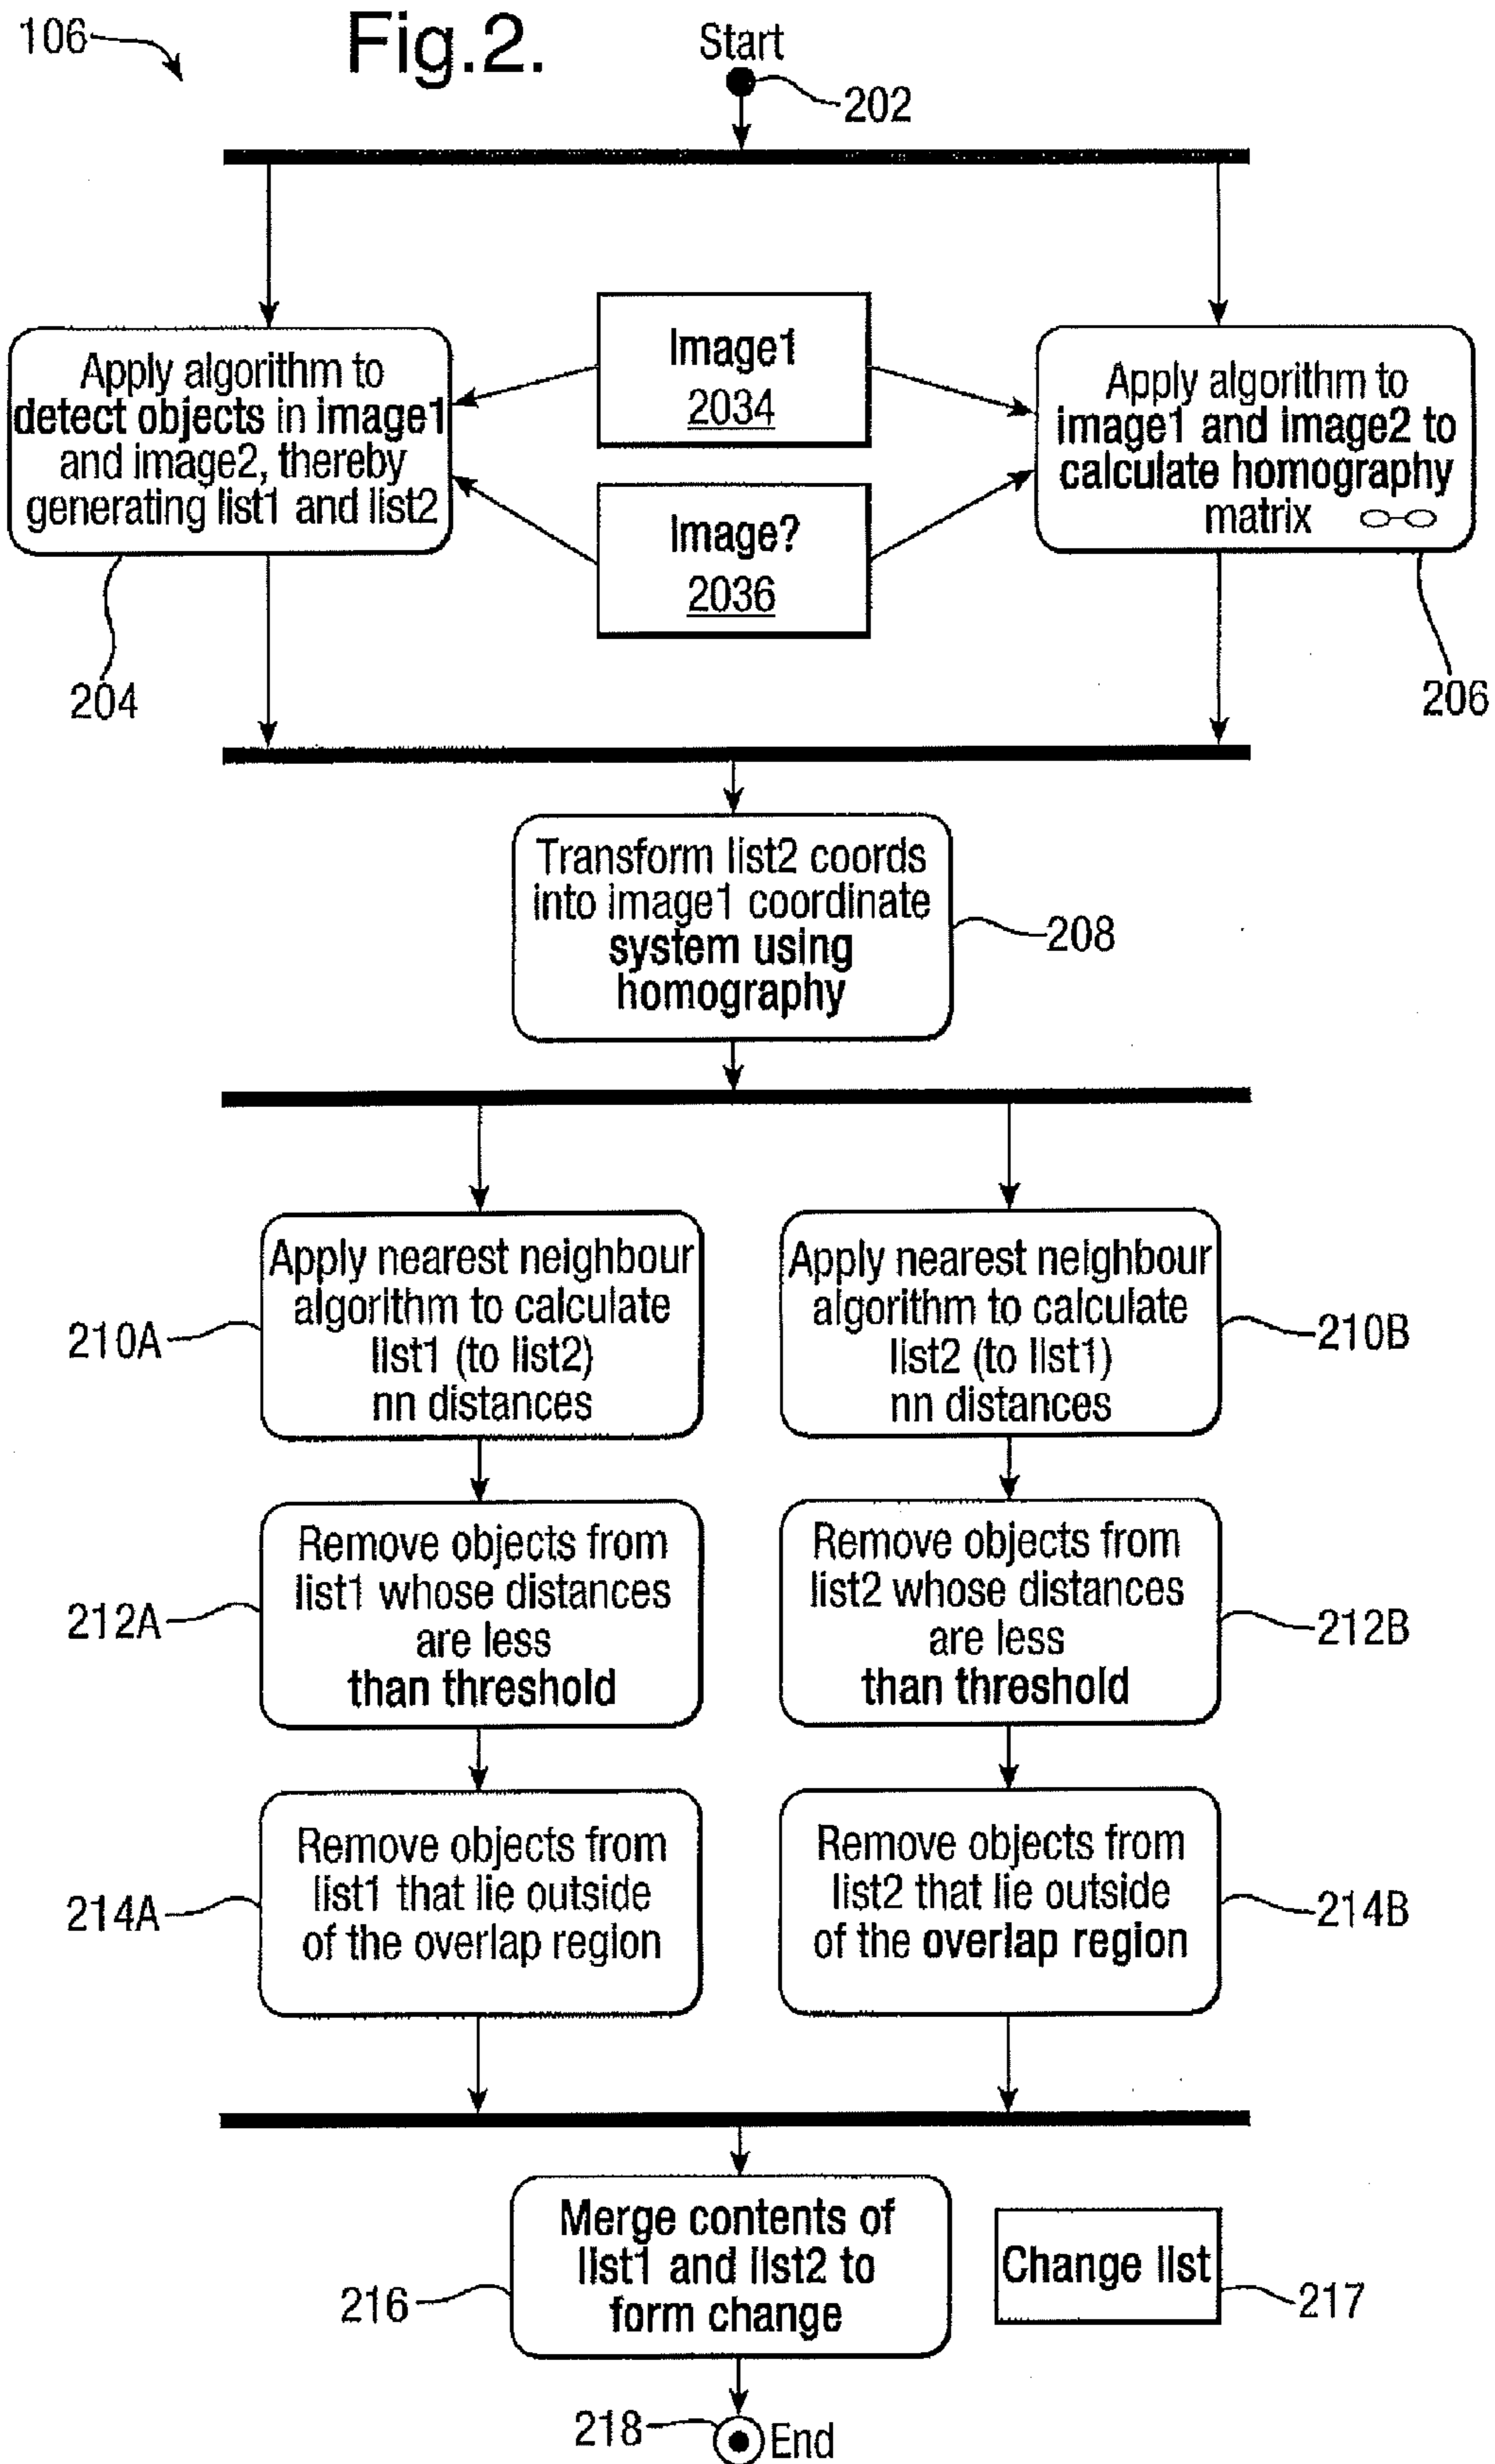 106
Fig.2.
Start
202
Apply algorithm to
detect objects in image1
and image2, thereby
generating list1 and list2
Image1
2034
Apply algorithm to
image1 and image2 to
calculate homography
matrix
Image?
2036
204
206
Transform list2 coords
into image1 coordinate
system using
homography
208
Apply nearest neighbour
algorithm to calculate
list1 (to list2)
nn distances
210A
Apply nearest neighbour
algorithm to calculate
list2 (to list1)
nn distances
210B
Remove objects from
list1 whose distances
are less
than threshold
212A
Remove objects from
list2 whose distances
are less
than threshold
212B
Remove objects from
list1 that lie outside
of the overlap region
214A
Remove objects from
list2 that lie outside
of the overlap region
214B
Merge contents of
list1 and list2 to
form change
216
Change list
217
218
End